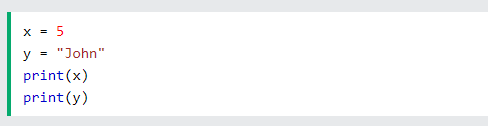 x = 5
y = "John"
print(x)
print(y)